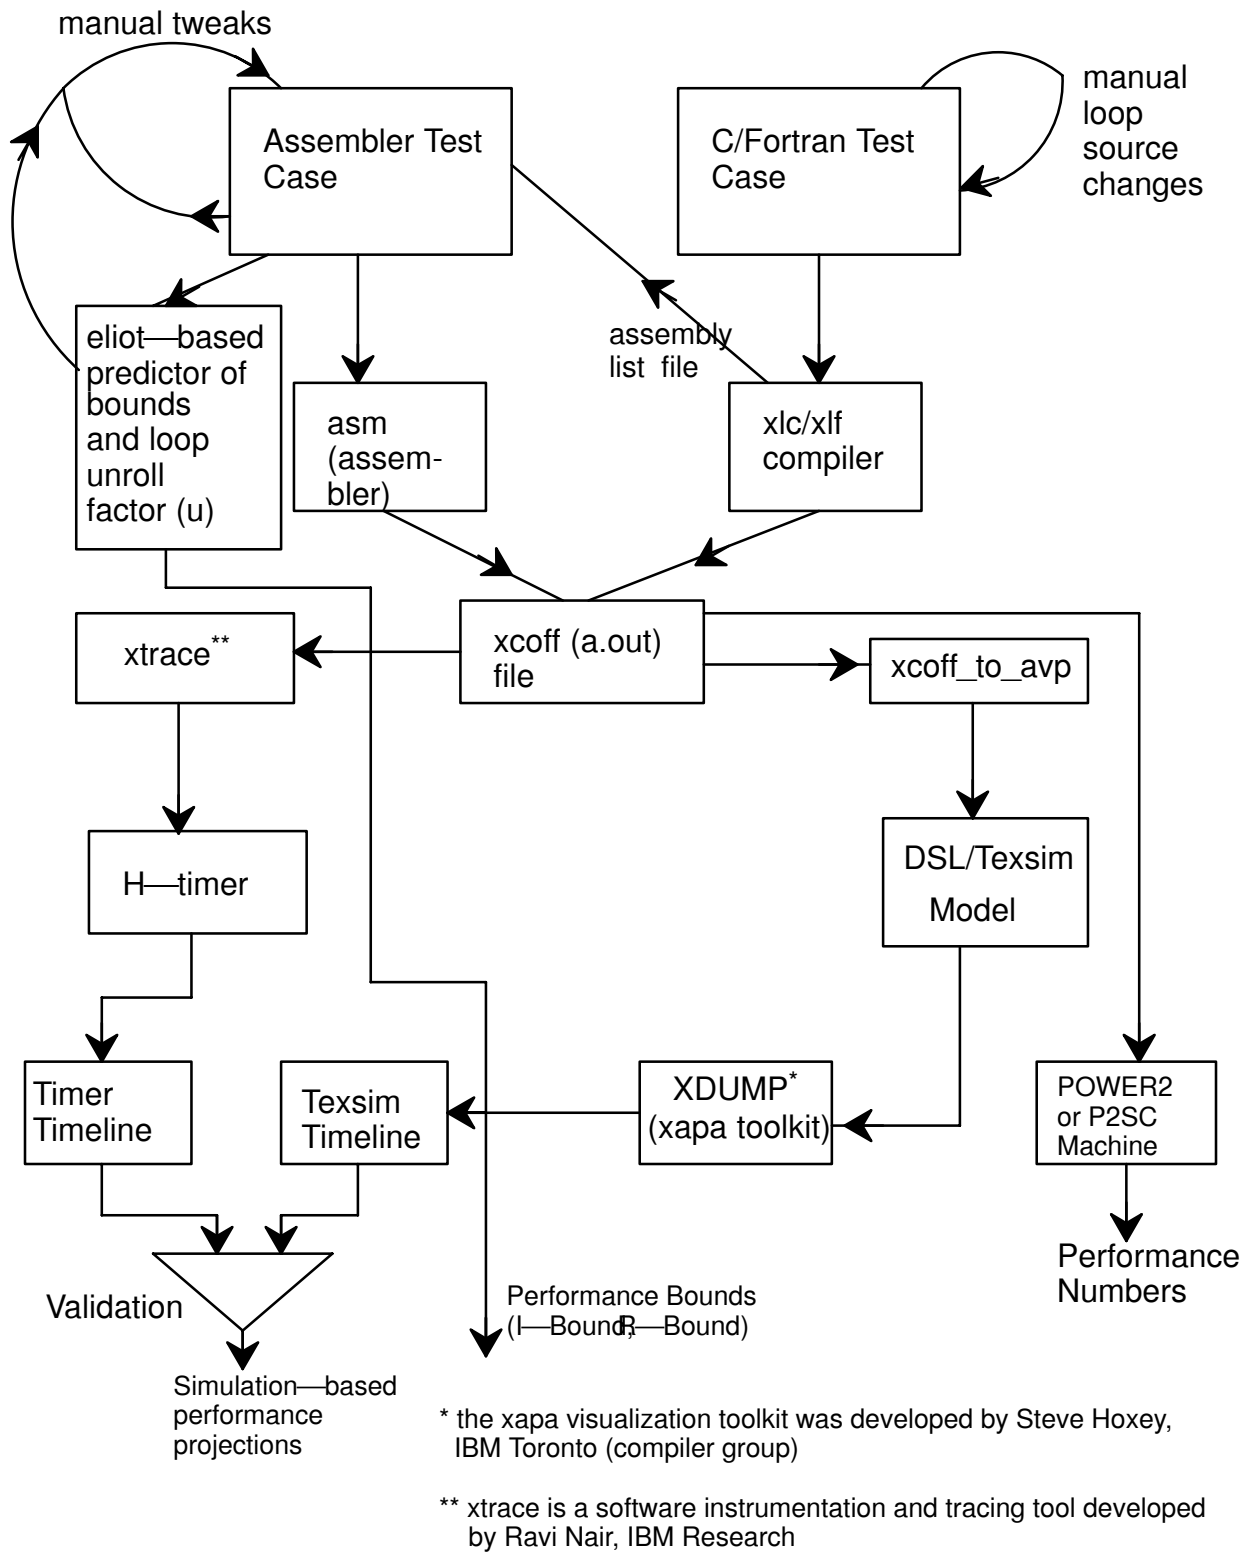 manual tweaks
manual
loop
source
changes
Assembler Test
Case
C/Fortran Test
Case
assembly
list file
eliot—based
predictor of
bounds
and loop
unroll
factor (u)
asm
(assem-
bler)
xlc/xlf
compiler
xtrace**
xcoff (a.out)
file
xcoff_to_avp
H—timer
DSL/Texsim
Model
Timer
Timeline
Texsim
Timeline
XDUMP*
(xapa toolkit)
POWER2
or P2SC
Machine
Performance
Numbers
Validation
Performance Bounds
(I—Bound, R—Bound)
Simulation—based
performance
projections
* the xapa visualization toolkit was developed by Steve Hoxey,
IBM Toronto (compiler group)
** xtrace is a software instrumentation and tracing tool developed
by Ravi Nair, IBM Research